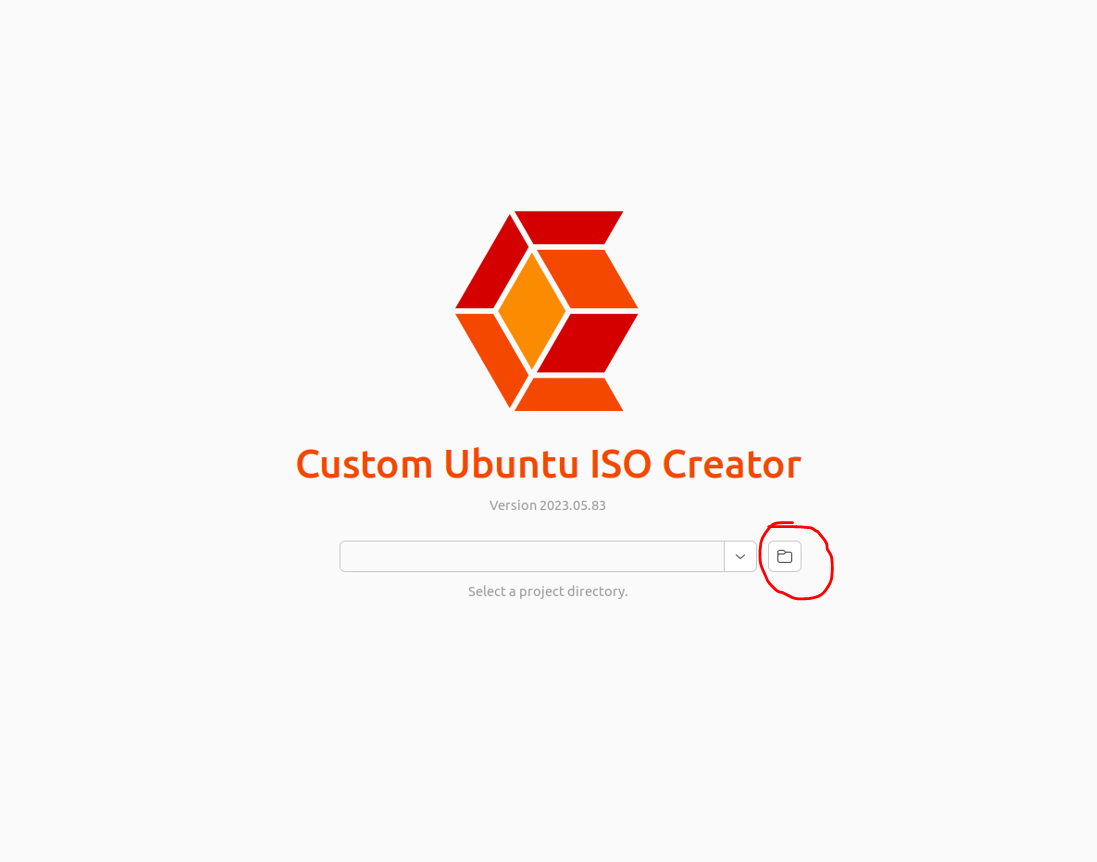 Custom Ubuntu ISO Creator
Version 2023.05.83
Select a project directory.